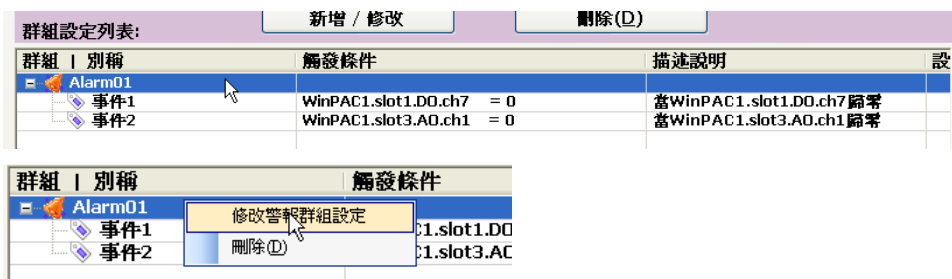 新增 / 修改 刪除(D)
群組設定列表:
群組 | 別稱 觸發條件 描述說明 設
Alarm01
事件1 WinPAC1.slot1.DO.ch7 = 0 當WinPAC1.slot1.DO.ch7歸零
事件2 WinPAC1.slot3.AO.ch1 = 0 當WinPAC1.slot3.AO.ch1歸零
群組 | 別稱 觸發條件
Alarm01
修改警報群組設定
事件1 C1.slot1.DO
刪除(D)
事件2 C1.slot3.AO